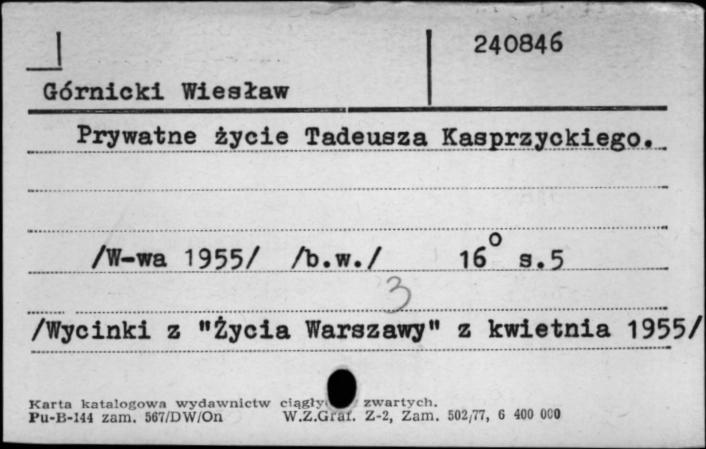 240846
Górnicki Wiesław
Prywatne życie Tadeusza Kasprzyckiego.
/W-wa 1955/ /b.w./ 16° s.5
3
/Wycinki z "Życia Warszawy" z kwietnia 1955/
Karta katalogowa wydawnictw zwartych.
Pu-B-144 zam. 567/DW/On W.Z.Graf. Z-2, Zam. 502/77, 6 400 000